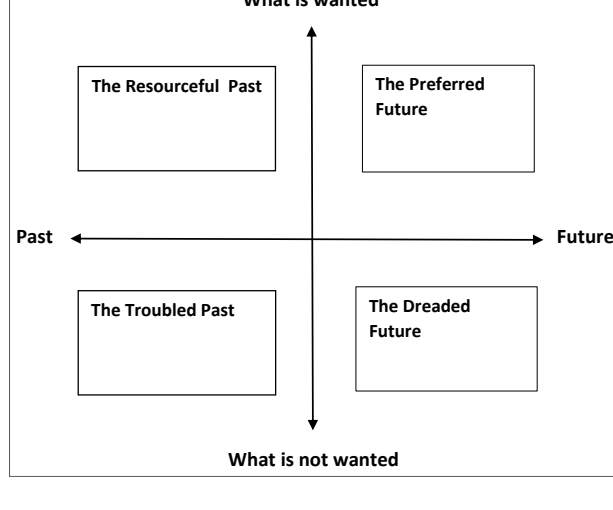 What is wanted
The Resourceful Past
The Preferred
Future
Past
Future
The Troubled Past
The Dreaded
Future
What is not wanted